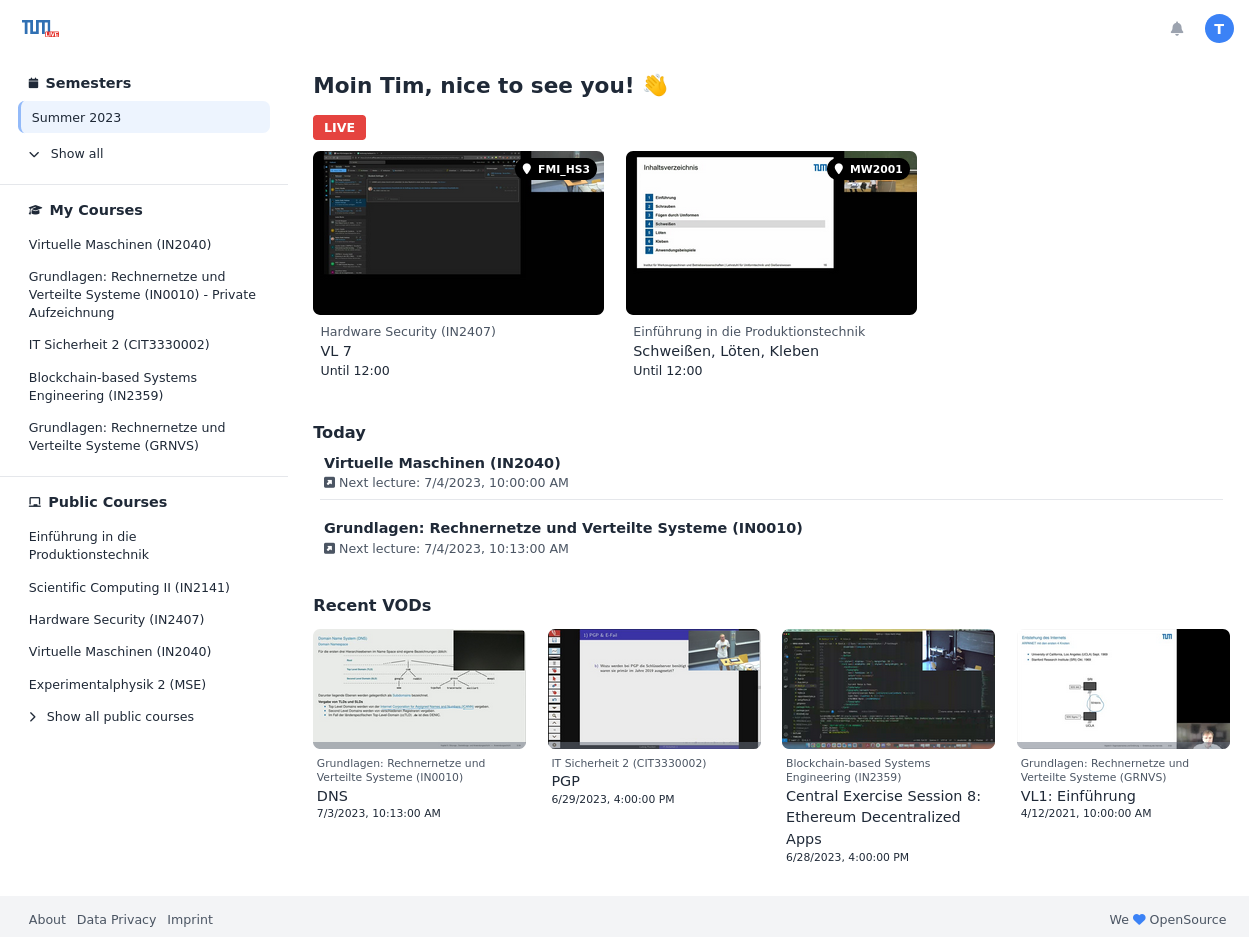 TUM
LIVE
T
Semesters
Summer 2023
Show all
My Courses
Virtuelle Maschinen (IN2040)
Grundlagen: Rechnernetze und
Verteilte Systeme (IN0010) - Private
Aufzeichnung
IT Sicherheit 2 (CIT3330002)
Blockchain-based Systems
Engineering (IN2359)
Grundlagen: Rechnernetze und
Verteilte Systeme (GRNVS)
Public Courses
Einführung in die
Produktionstechnik
Scientific Computing II (IN2141)
Hardware Security (IN2407)
Virtuelle Maschinen (IN2040)
Experimentalphysik 2 (MSE)
Show all public courses
Moin Tim, nice to see you! 👋
LIVE
FMI_HS3
Hardware Security (IN2407)
VL 7
Until 12:00
Inhaltsverzeichnis
TUM
MW2001
1 Einführung
2 Schrauben
3 Fügen durch Umformen
4 Schweißen
5 Löten
6 Kleben
7 Anwendungsbeispiele
Einführung in die Produktionstechnik
Schweißen, Löten, Kleben
Until 12:00
Today
Virtuelle Maschinen (IN2040)
Next lecture: 7/4/2023, 10:00:00 AM
Grundlagen: Rechnernetze und Verteilte Systeme (IN0010)
Next lecture: 7/4/2023, 10:13:00 AM
Recent VODs
Domain Name System (DNS)
Grundlagen: Rechnernetze und
Verteilte Systeme (IN0010)
DNS
7/3/2023, 10:13:00 AM
IT Sicherheit 2 (CIT3330002)
PGP
6/29/2023, 4:00:00 PM
Blockchain-based Systems
Engineering (IN2359)
Central Exercise Session 8:
Ethereum Decentralized
Apps
6/28/2023, 4:00:00 PM
Entstehung des Internets
TUM
Grundlagen: Rechnernetze und
Verteilte Systeme (GRNVS)
VL1: Einführung
4/12/2021, 10:00:00 AM
About Data Privacy Imprint
We 💙 OpenSource